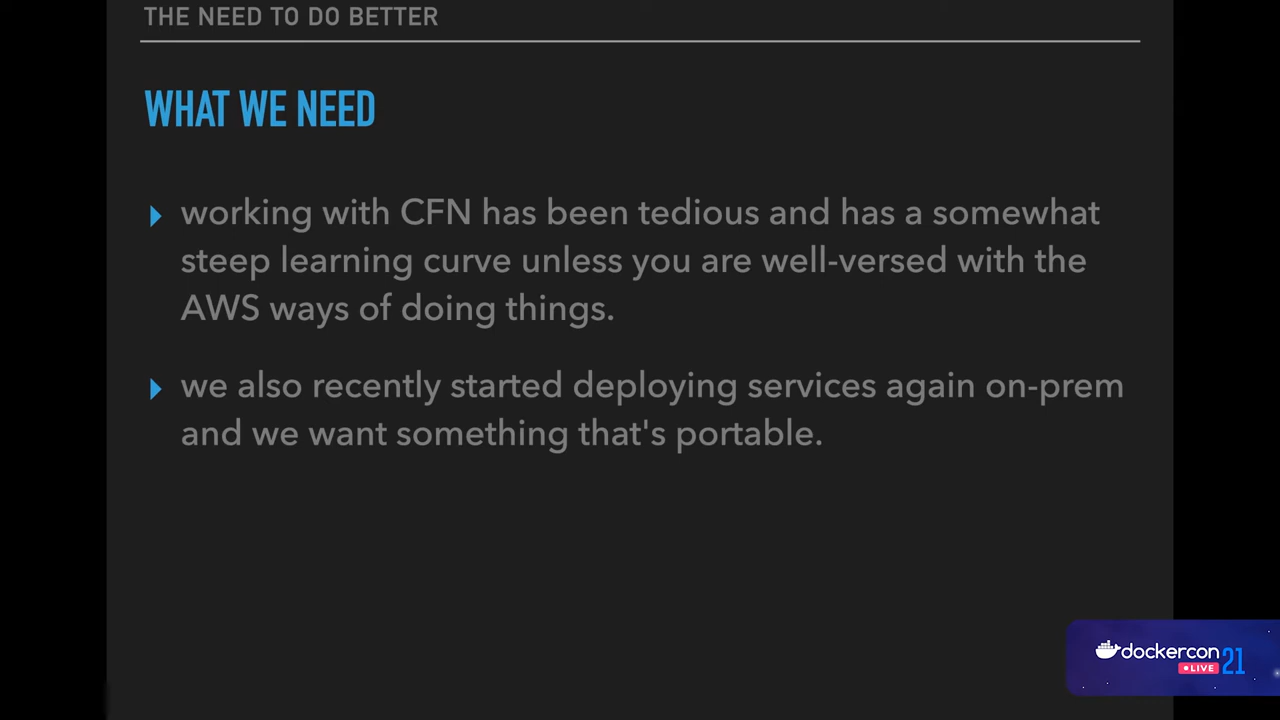 THE NEED TO DO BETTER
WHAT WE NEED
working with CFN has been tedious and has a somewhat
steep learning curve unless you are well-versed with the
AWS ways of doing things.
we also recently started deploying services again on-prem
and we want something that's portable.
dockercon
LIVE 21